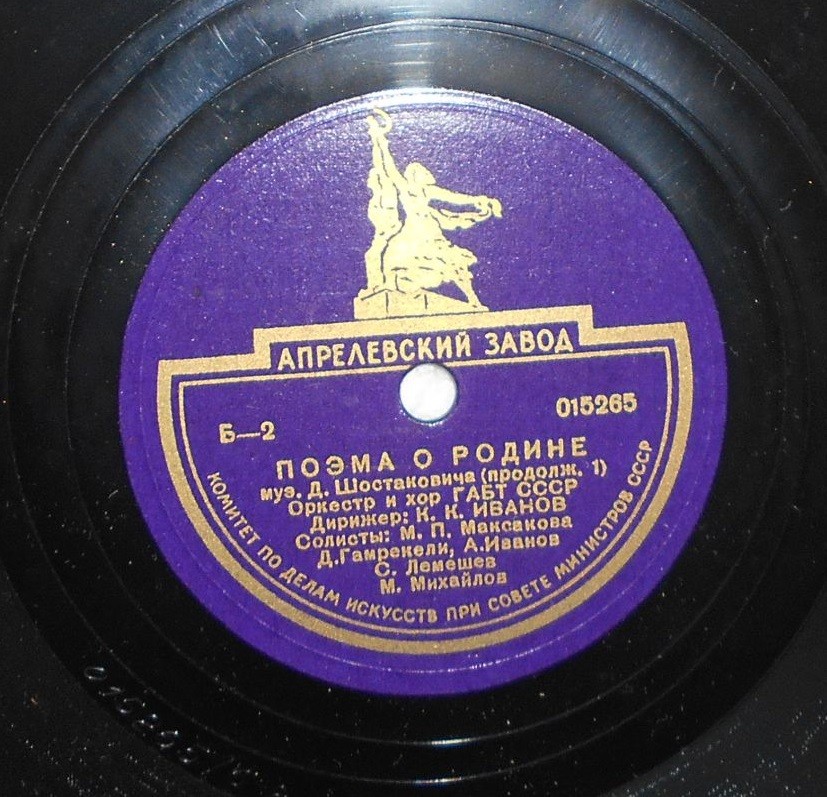 АПРЕЛЕВСКИЙ ЗАВОД
Б—2
015265
ПОЭМА О РОДИНЕ
муз. Д. Шостаковича (продолж. 1)
Оркестр и хор ГАБТ СССР
Дирижер: К. К. ИВАНОВ
Солисты: М. П. Максакова
Д.Гамрекели, А.Иванов
С. Лемешев
М. Михайлов
КОМИТЕТ ПО ДЕЛАМ ИСКУССТВ ПРИ СОВЕТЕ МИНИСТРОВ СССР